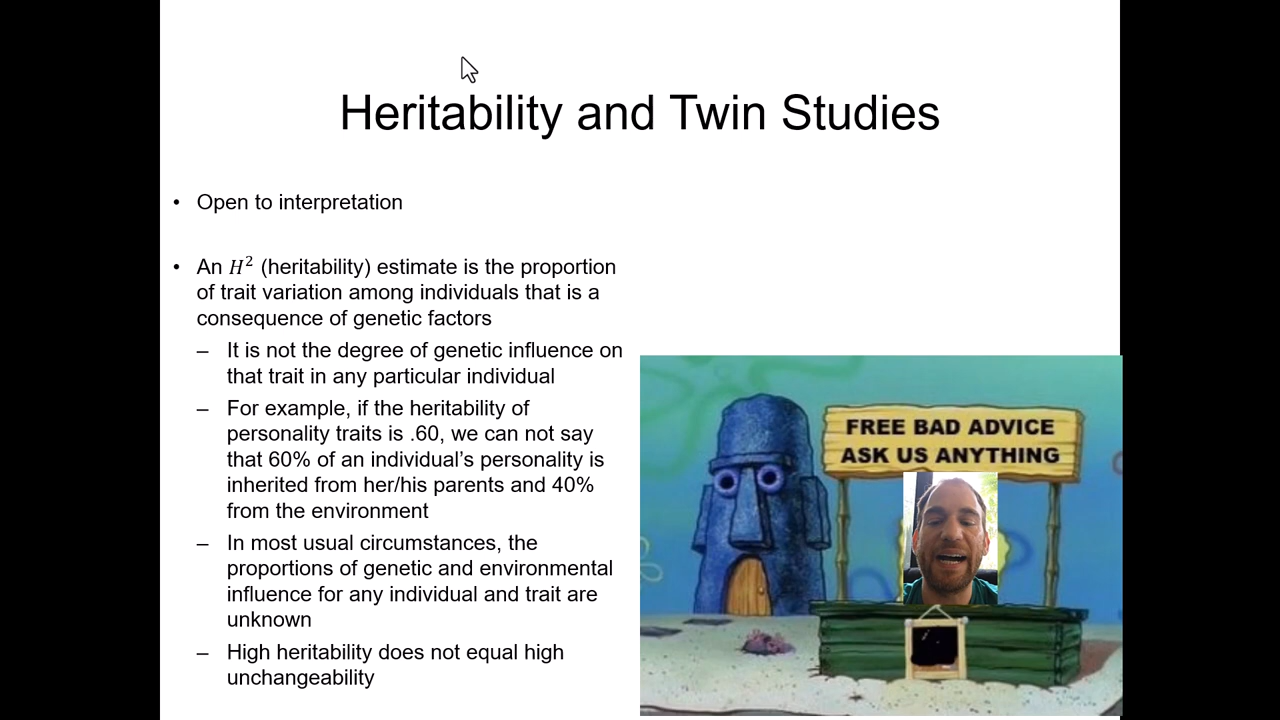 Heritability and Twin Studies
• Open to interpretation
• An H² (heritability) estimate is the proportion
of trait variation among individuals that is a
consequence of genetic factors
– It is not the degree of genetic influence on
that trait in any particular individual
– For example, if the heritability of
personality traits is .60, we can not say
that 60% of an individual’s personality is
inherited from her/his parents and 40%
from the environment
– In most usual circumstances, the
proportions of genetic and environmental
influence for any individual and trait are
unknown
– High heritability does not equal high
unchangeability
FREE BAD ADVICE
ASK US ANYTHING